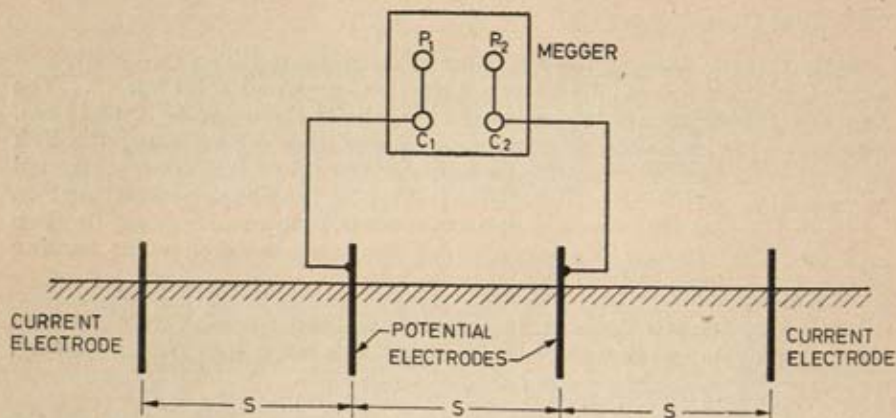 P1 P2
MEGGER
C1 C2
CURRENT
ELECTRODE
POTENTIAL
ELECTRODES
CURRENT
ELECTRODE
S S S